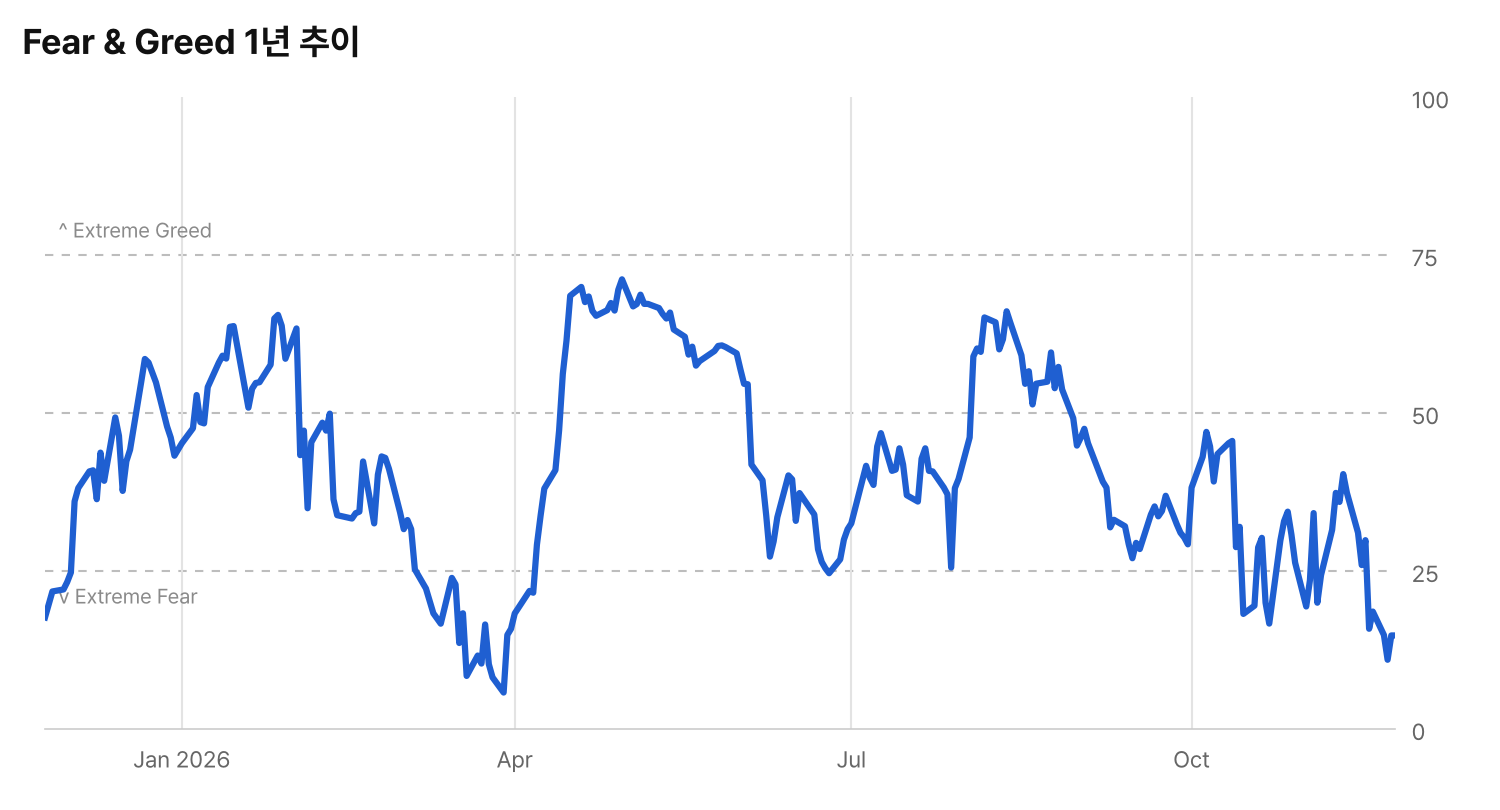 Fear & Greed 1년 추이
100
^ Extreme Greed
75
50
25
v Extreme Fear
0
Jan 2026 Apr Jul Oct